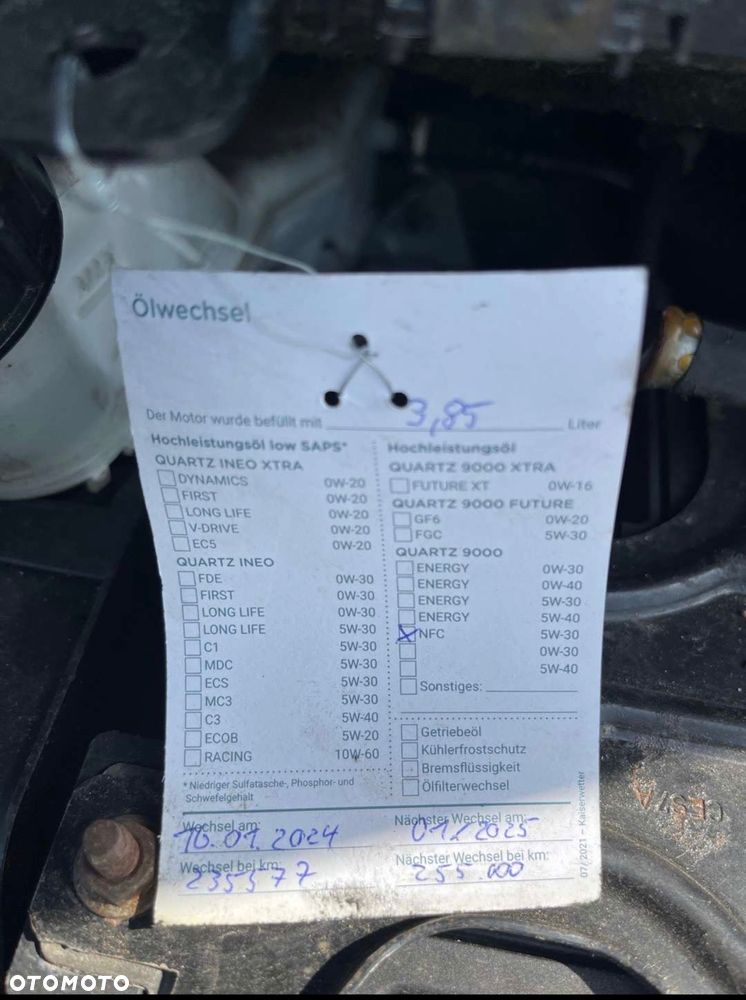 Ölwechsel
Der Motor wurde befüllt mit 3,85 Liter
Hochleistungsöl low SAPS*
QUARTZ INEO XTRA
DYNAMICS 0W-20
FIRST 0W-20
LONG LIFE 0W-20
V-DRIVE 0W-20
EC5 0W-20
QUARTZ INEO
FDE 0W-30
FIRST 0W-30
LONG LIFE 0W-30
LONG LIFE 5W-30
C1 5W-30
MDC 5W-30
ECS 5W-30
MC3 5W-30
C3 5W-40
ECOB 5W-20
RACING 10W-60
* Niedriger Sulfatasche-, Phosphor- und
Schwefelgehalt
Hochleistungsöl
QUARTZ 9000 XTRA
FUTURE XT 0W-16
QUARTZ 9000 FUTURE
GF6 0W-20
FGC 5W-30
QUARTZ 9000
ENERGY 0W-30
ENERGY 0W-40
ENERGY 5W-30
ENERGY 5W-40
NFC 5W-30
0W-30
5W-40
Sonstiges:
Getriebeöl
Kühlerfrostschutz
Bremsflüssigkeit
Ölfilterwechsel
Wechsel am: Nächster Wechsel am:
10.01.2024 01/2025
Wechsel bei km: Nächster Wechsel bei km:
235577 255.000
07/2021 – Kaiserwetter
OTOMOTO